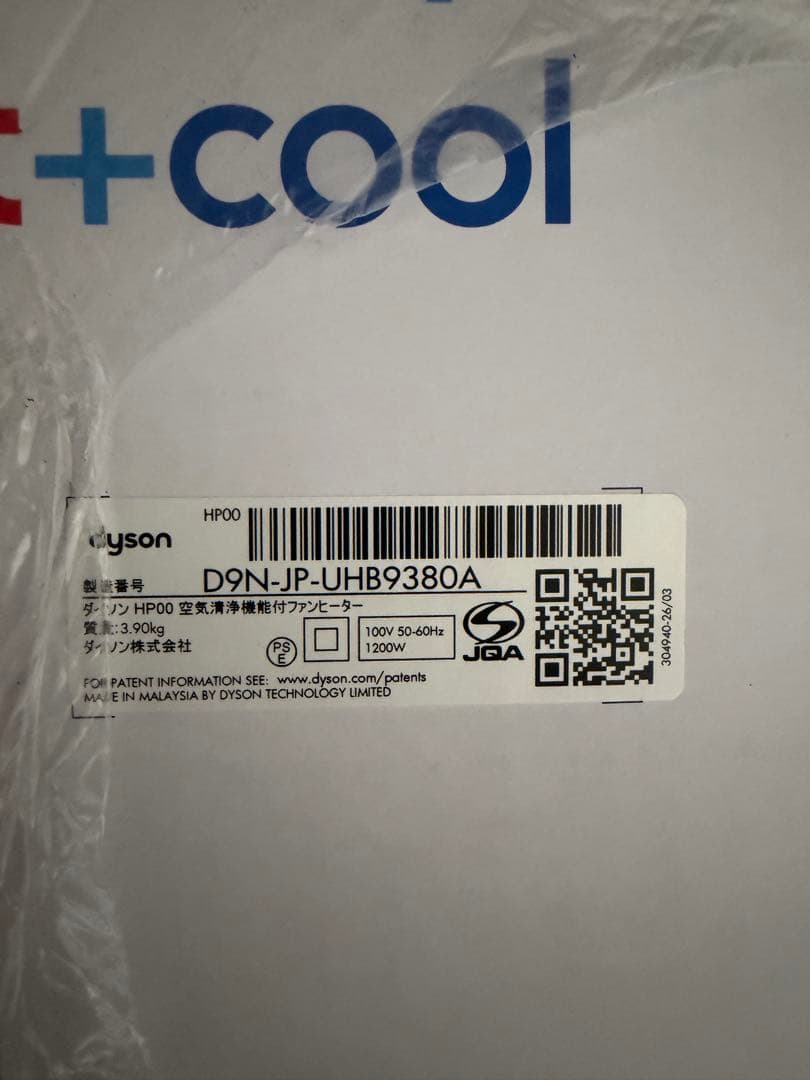 +cool
HP00
dyson
製造番号 D9N-JP-UHB9380A
ダイソン HP00 空気清浄機能付ファンヒーター
質量:3.90kg
ダイソン株式会社
PS
E
100V 50-60Hz
1200W
JQA
304940-26/03
FOR PATENT INFORMATION SEE: www.dyson.com/patents
MADE IN MALAYSIA BY DYSON TECHNOLOGY LIMITED